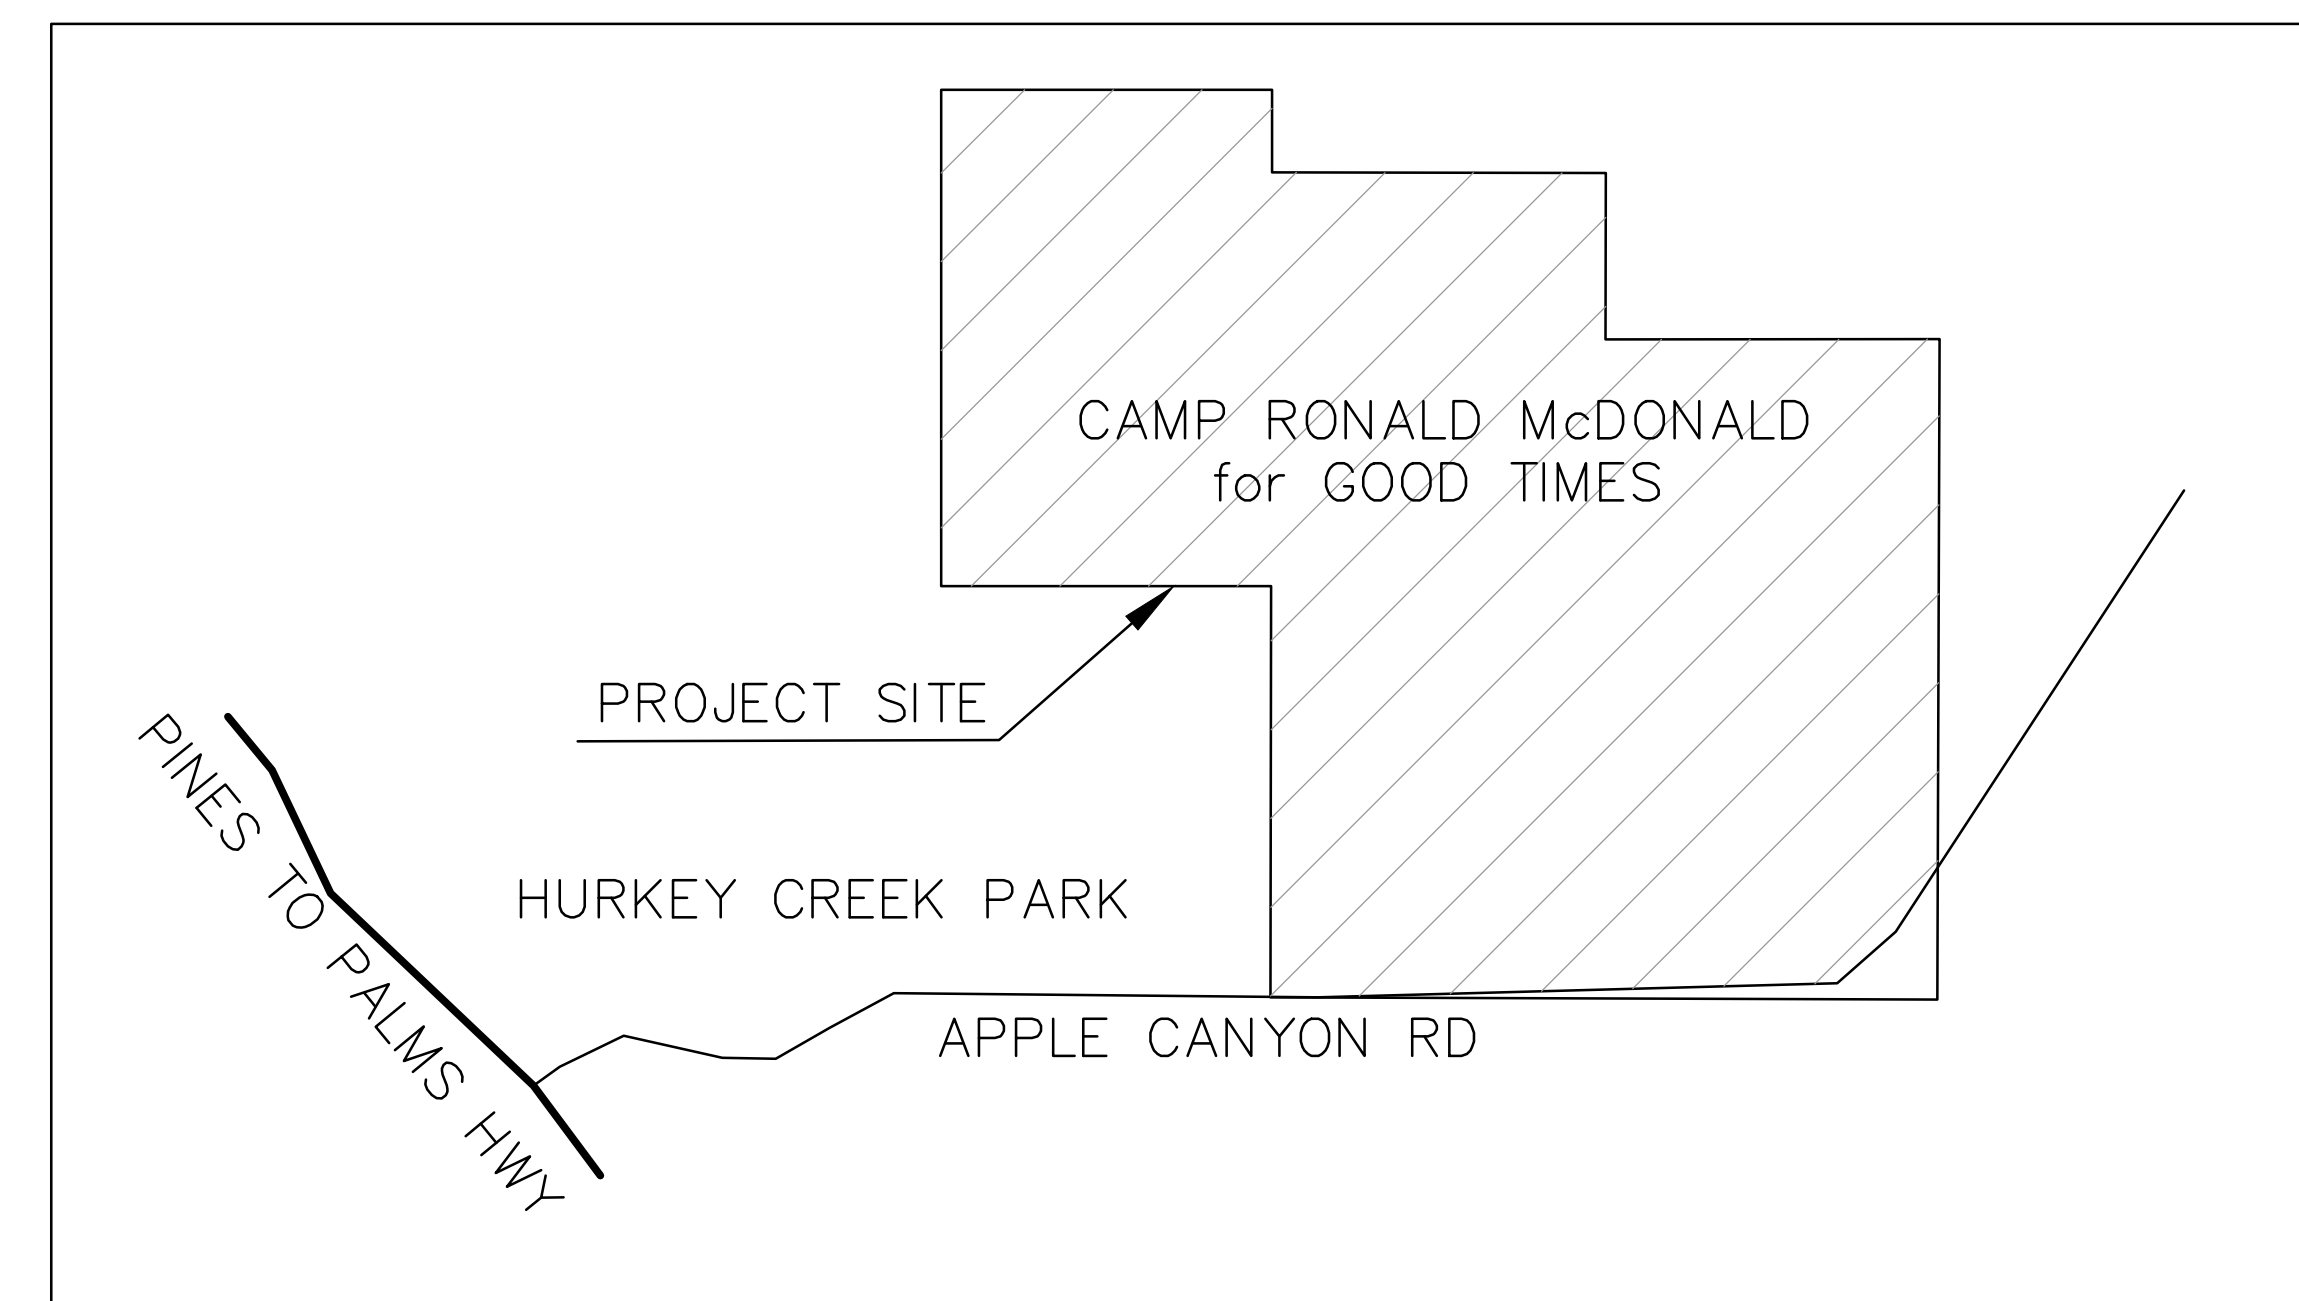 CAMP RONALD McDONALD
for GOOD TIMES
PROJECT SITE
PINES TO PALMS HWY
HURKEY CREEK PARK
APPLE CANYON RD